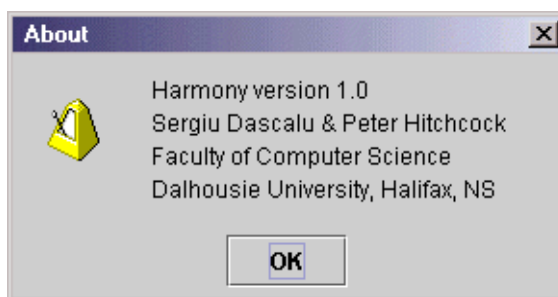 About
Harmony version 1.0
Sergiu Dascalu & Peter Hitchcock
Faculty of Computer Science
Dalhousie University, Halifax, NS
OK